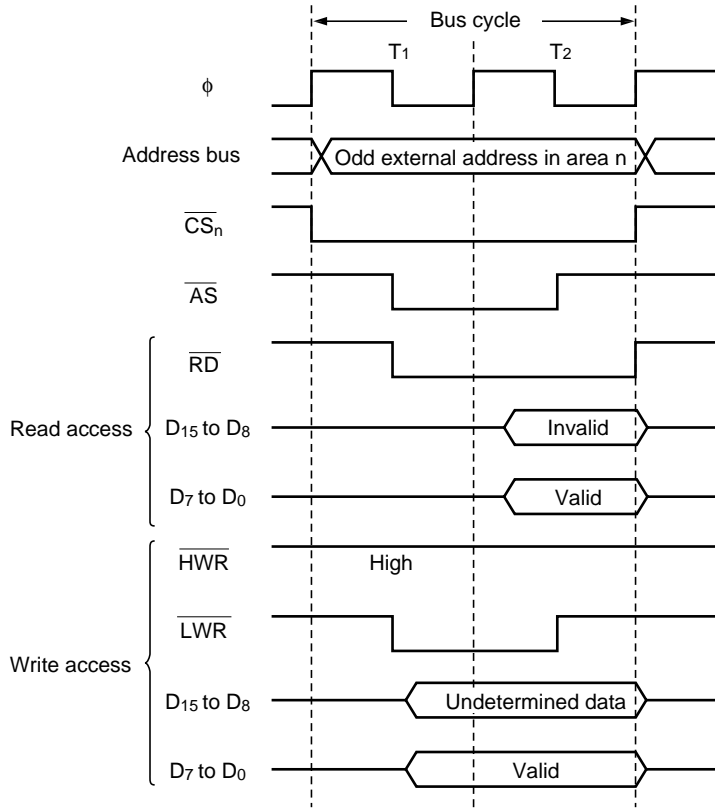 Bus cycle
T1 T2
ϕ
Address bus Odd external address in area n
CSn
AS
RD
Read access D15 to D8 Invalid
D7 to D0 Valid
HWR High
LWR
Write access
D15 to D8 Undetermined data
D7 to D0 Valid